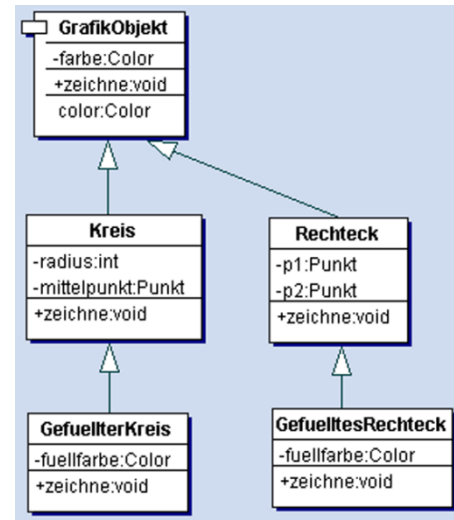 GrafikObjekt
-farbe:Color
+zeichne:void
color:Color
Kreis
-radius:int
-mittelpunkt:Punkt
+zeichne:void
Rechteck
-p1:Punkt
-p2:Punkt
+zeichne:void
GefuellterKreis
-fuellfarbe:Color
+zeichne:void
GefuelltesRechteck
-fuellfarbe:Color
+zeichne:void